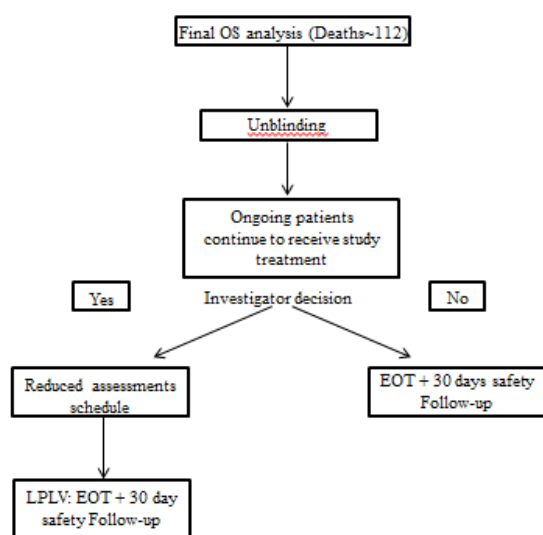 Final OS analysis (Deaths~112)
Unblinding
Ongoing patients
continue to receive study
treatment
Yes
Investigator decision
No
Reduced assessments
schedule
EOT + 30 days safety
Follow-up
LPLV: EOT + 30 day
safety Follow-up